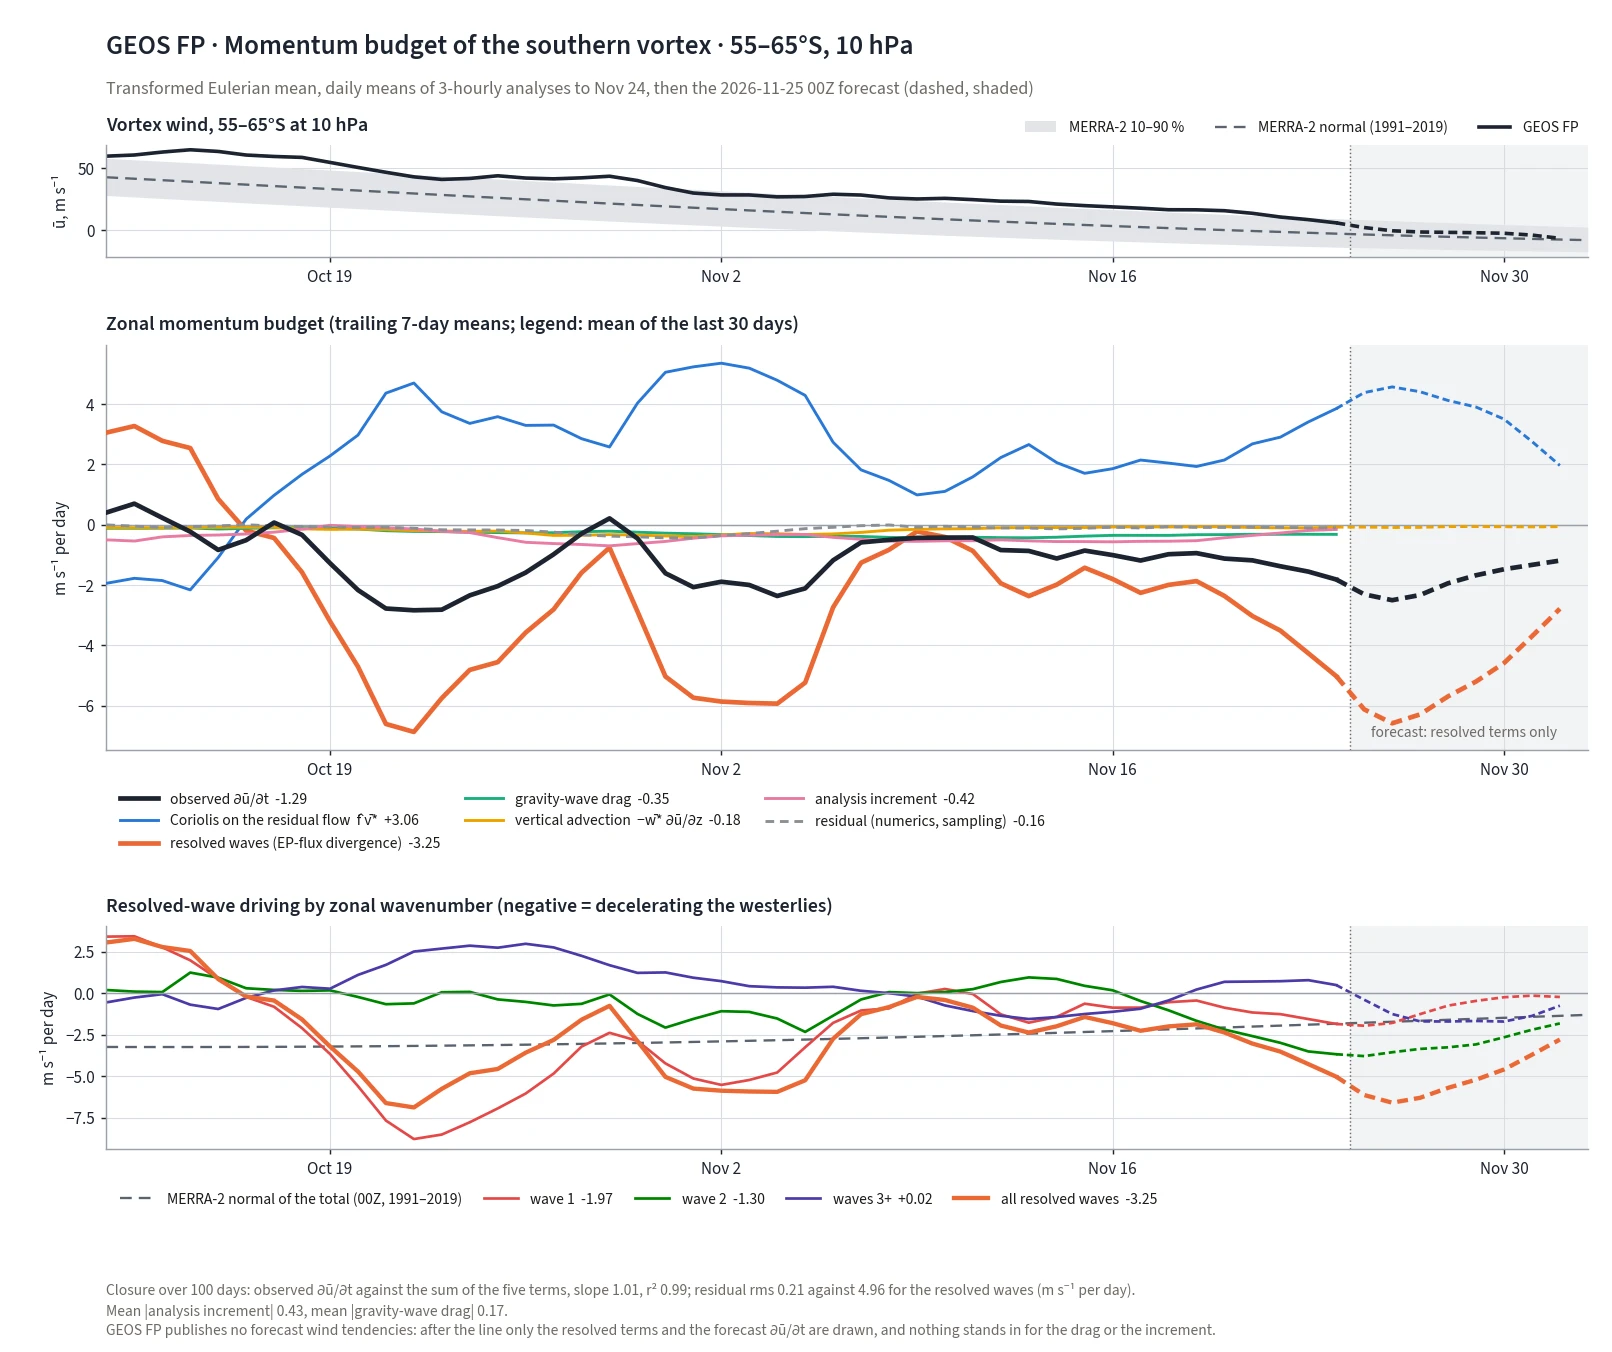 GEOS FP · Momentum budget of the southern vortex · 55–65°S, 10 hPa
Transformed Eulerian mean, daily means of 3-hourly analyses to Nov 24, then the 2026-11-25 00Z forecast (dashed, shaded)
Vortex wind, 55–65°S at 10 hPa
MERRA-2 10–90 %
MERRA-2 normal (1991–2019)
GEOS FP
50
0
ū, m s⁻¹
Oct 19
Nov 2
Nov 16
Nov 30
Zonal momentum budget (trailing 7-day means; legend: mean of the last 30 days)
4
2
0
−2
−4
−6
m s⁻¹ per day
forecast: resolved terms only
Oct 19
Nov 2
Nov 16
Nov 30
observed ∂ū/∂t -1.29
gravity-wave drag -0.35
analysis increment -0.42
Coriolis on the residual flow f v̅* +3.06
vertical advection −w̅* ∂ū/∂z -0.18
residual (numerics, sampling) -0.16
resolved waves (EP-flux divergence) -3.25
Resolved-wave driving by zonal wavenumber (negative = decelerating the westerlies)
2.5
0.0
−2.5
−5.0
−7.5
m s⁻¹ per day
Oct 19
Nov 2
Nov 16
Nov 30
MERRA-2 normal of the total (00Z, 1991–2019)
wave 1 -1.97
wave 2 -1.30
waves 3+ +0.02
all resolved waves -3.25
Closure over 100 days: observed ∂ū/∂t against the sum of the five terms, slope 1.01, r² 0.99; residual rms 0.21 against 4.96 for the resolved waves (m s⁻¹ per day).
Mean |analysis increment| 0.43, mean |gravity-wave drag| 0.17.
GEOS FP publishes no forecast wind tendencies: after the line only the resolved terms and the forecast ∂ū/∂t are drawn, and nothing stands in for the drag or the increment.